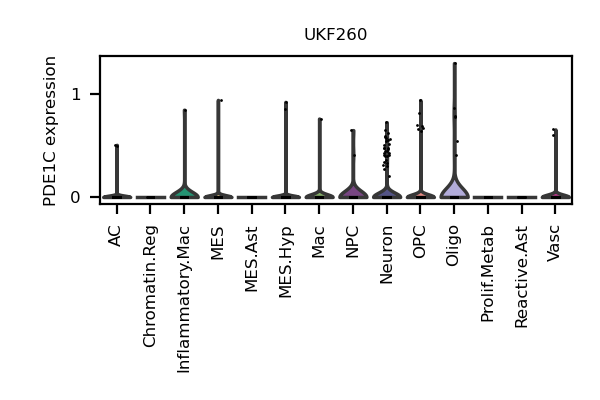 UKF260
PDE1C expression
1
0
AC
Chromatin.Reg
Inflammatory.Mac
MES
MES.Ast
MES.Hyp
Mac
NPC
Neuron
OPC
Oligo
Prolif.Metab
Reactive.Ast
Vasc